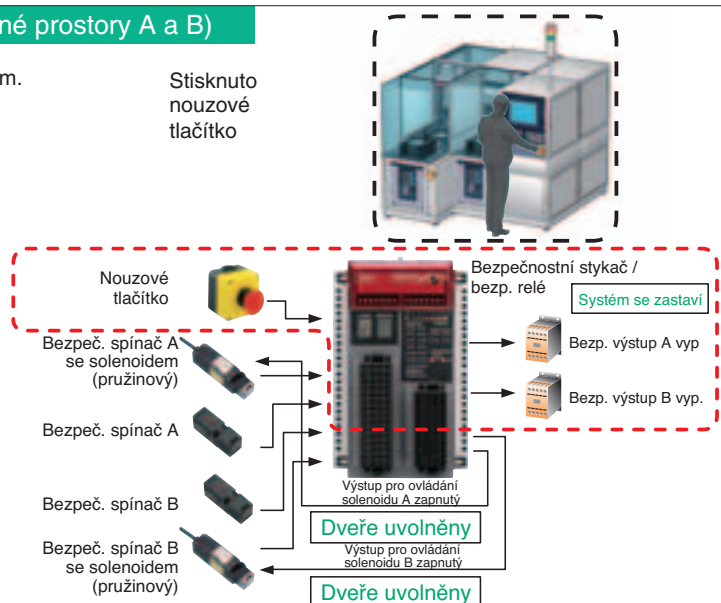 né prostory A a B)
m.
Stisknuto
nouzové
tlačítko
Nouzové
tlačítko
Bezpečnostní stykač /
bezp. relé
Systém se zastaví
Bezpeč. spínač A
se solenoidem
(pružinový)
Bezp. výstup A vyp
Bezp. výstup B vyp.
Bezpeč. spínač A
Bezpeč. spínač B
Výstup pro ovládání
solenoidu A zapnutý
Dveře uvolněny
Bezpeč. spínač B
se solenoidem
(pružinový)
Výstup pro ovládání
solenoidu B zapnutý
Dveře uvolněny